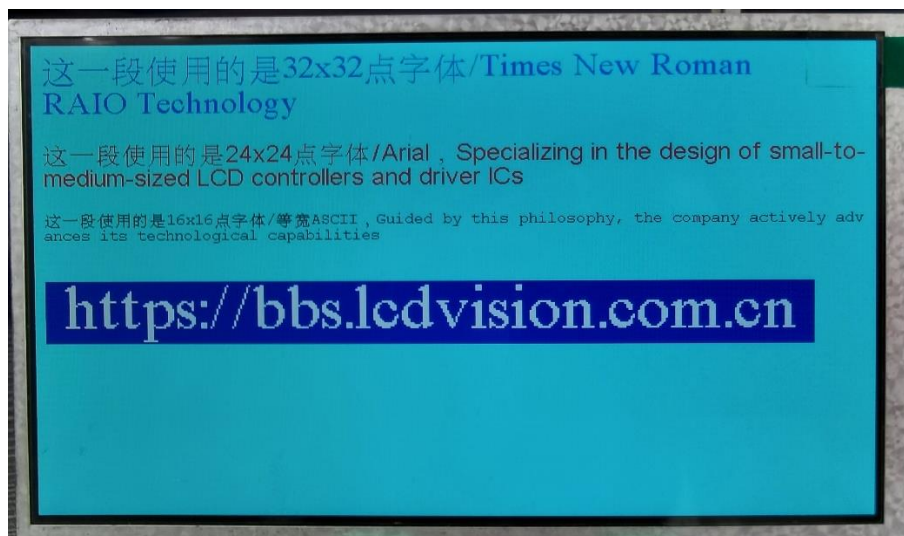 这一段使用的是32x32点字体/Times New Roman
RAIO Technology
这一段使用的是24x24点字体/Arial，Specializing in the design of small-to-
medium-sized LCD controllers and driver ICs
这一段使用的是16x16点字体/等宽ASCII，Guided by this philosophy, the company actively adv
ances its technological capabilities
https://bbs.lcdvision.com.cn